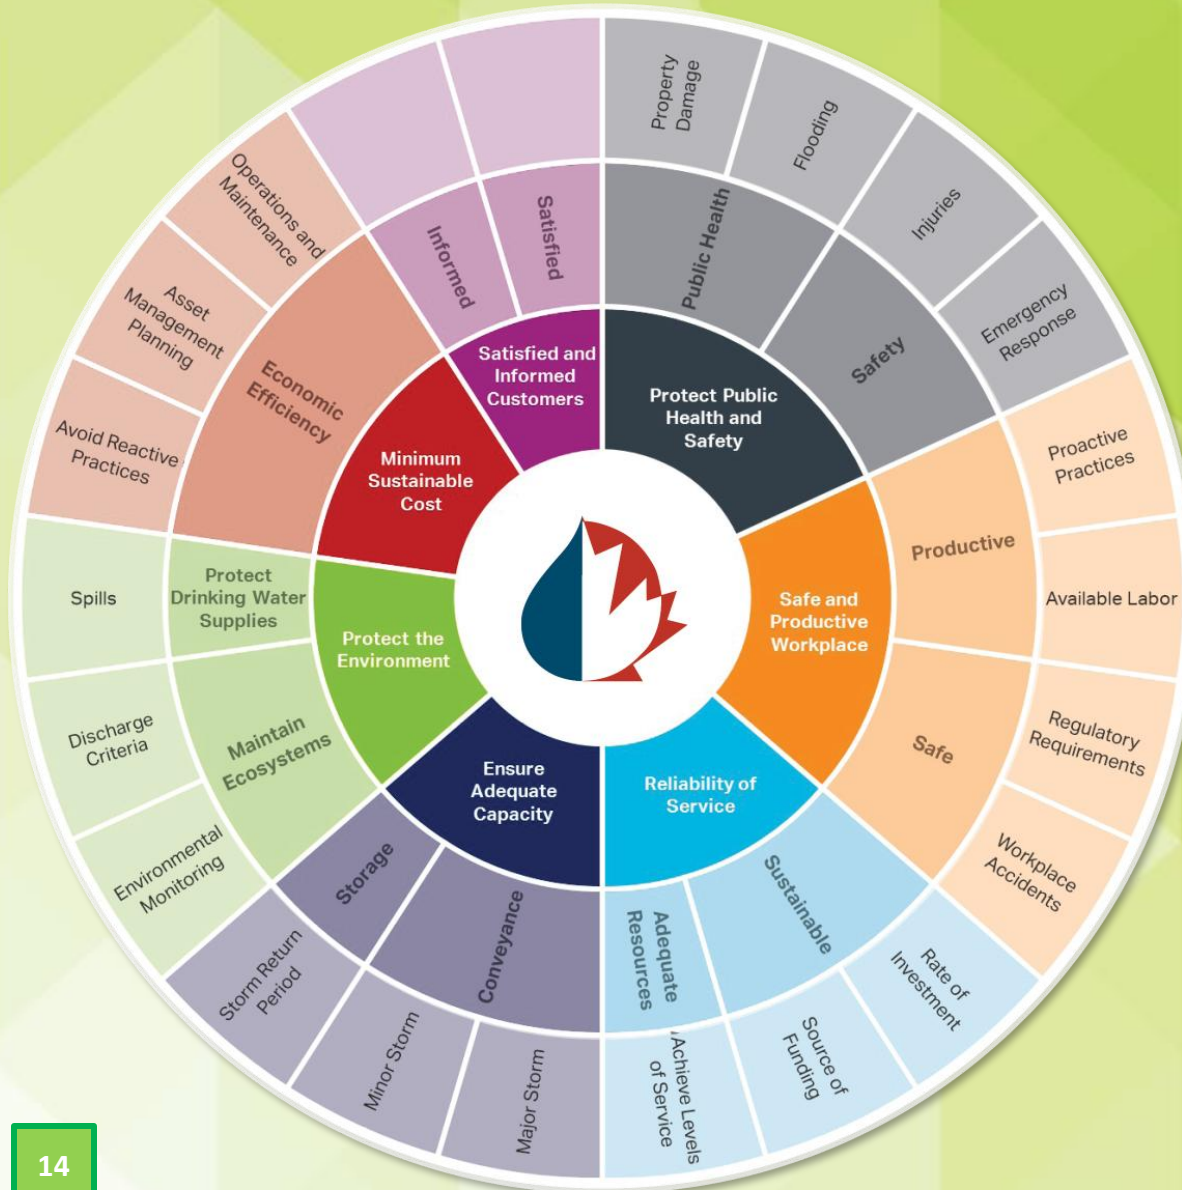 Property
Damage
Flooding
Injuries
Emergency
Response
Public Health
Safety
Protect Public
Health and
Safety
Proactive
Practices
Available Labor
Regulatory
Requirements
Workplace
Accidents
Productive
Safe
Safe and
Productive
Workplace
Rate of
Investment
Source of
Funding
Achieve Levels
of Service
Sustainable
Adequate
Resources
Reliability of
Service
Major Storm
Minor Storm
Storm Return
Period
Conveyance
Storage
Ensure
Adequate
Capacity
Environmental
Monitoring
Discharge
Criteria
Spills
Maintain
Ecosystems
Protect
Drinking Water
Supplies
Protect the
Environment
Avoid Reactive
Practices
Asset
Management
Planning
Operations and
Maintenance
Economic
Efficiency
Minimum
Sustainable
Cost
Informed
Satisfied
Satisfied and
Informed
Customers
14